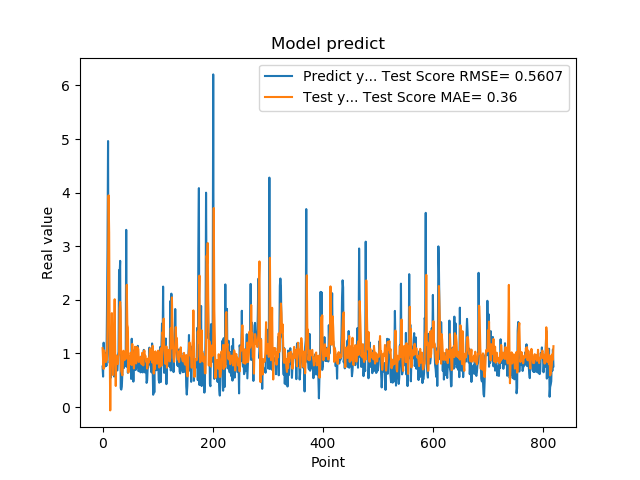 Model predict
Predict y... Test Score RMSE= 0.5607
Test y... Test Score MAE= 0.36
Real value
6
5
4
3
2
1
0
0 200 400 600 800
Point